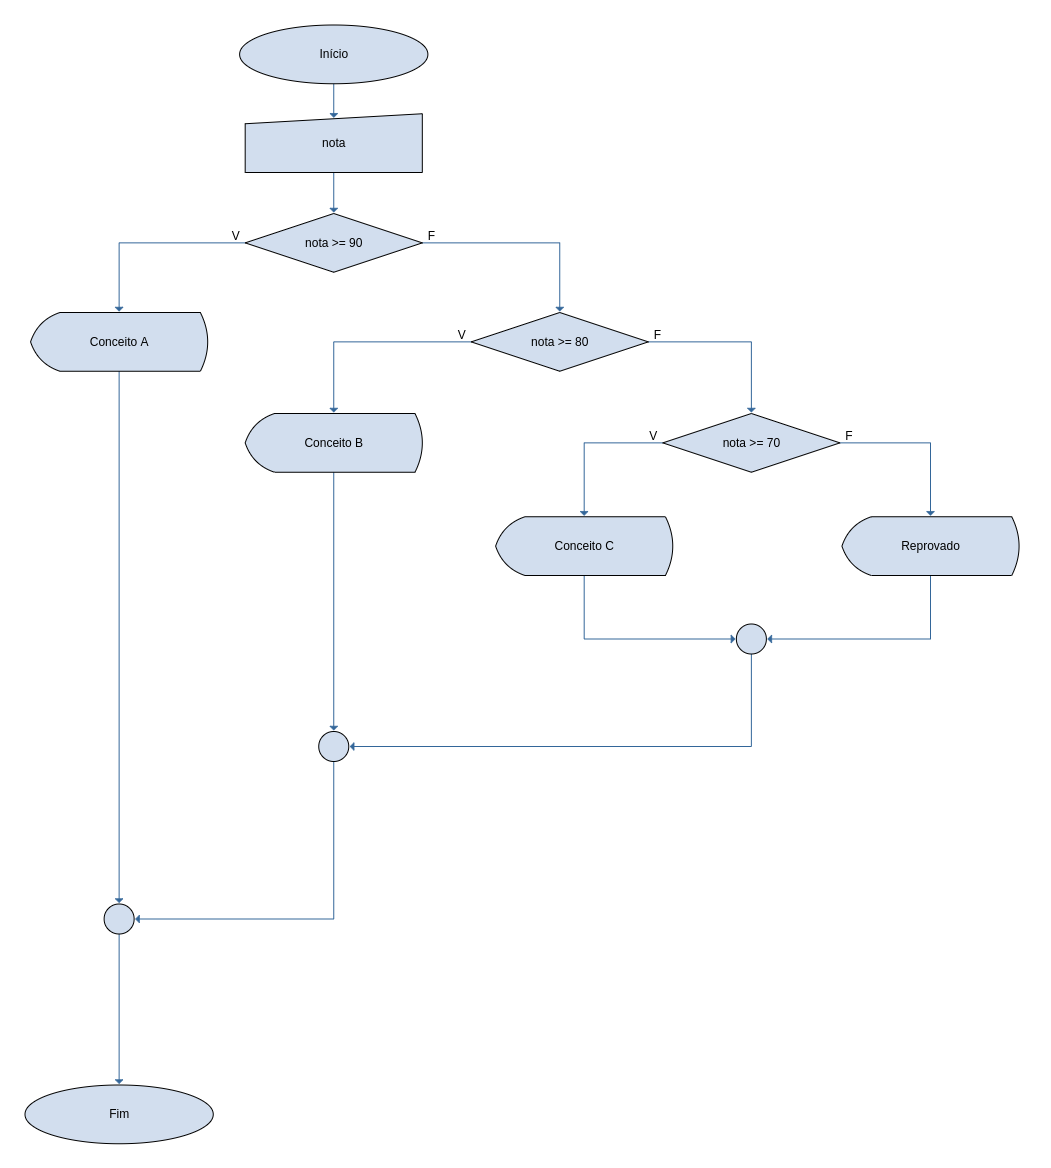 Início
nota
V
nota >= 90
F
Conceito A
V
nota >= 80
F
Conceito B
V
nota >= 70
F
Conceito C
Reprovado
Fim